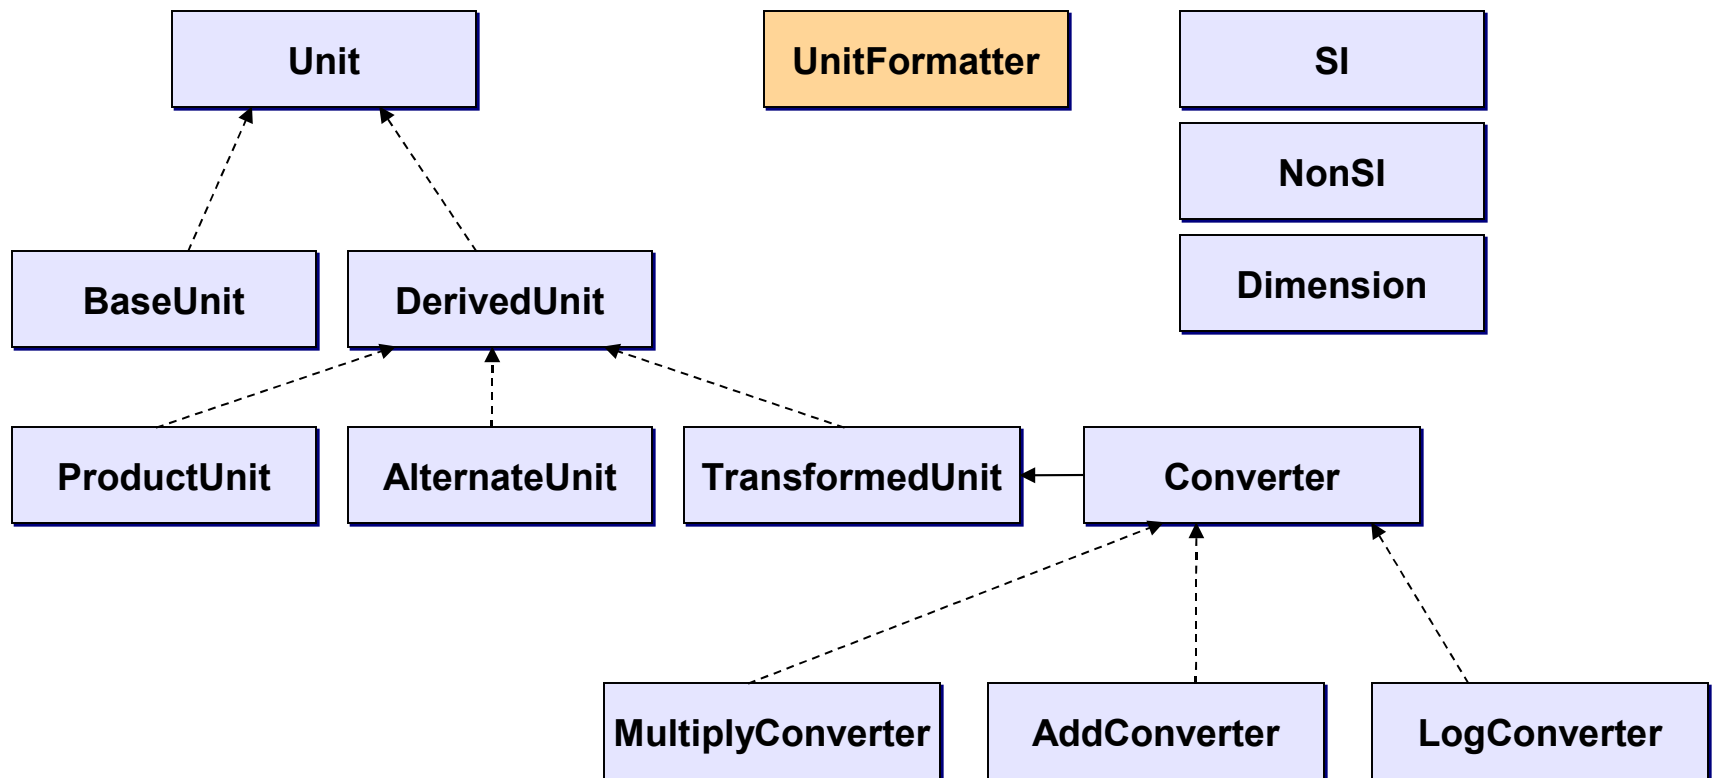 Unit
UnitFormatter
SI
NonSI
Dimension
BaseUnit
DerivedUnit
ProductUnit
AlternateUnit
TransformedUnit
Converter
MultiplyConverter
AddConverter
LogConverter